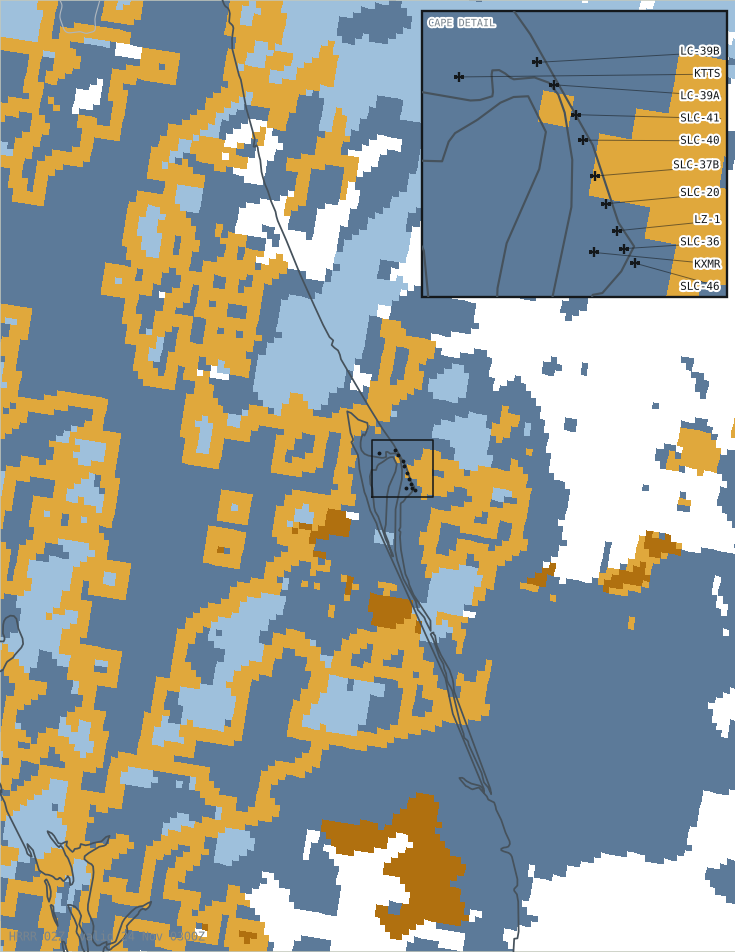 CAPE DETAIL
LC-39B
KTTS
LC-39A
SLC-41
SLC-40
SLC-37B
SLC-20
LZ-1
SLC-36
KXMR
SLC-46
HRRR